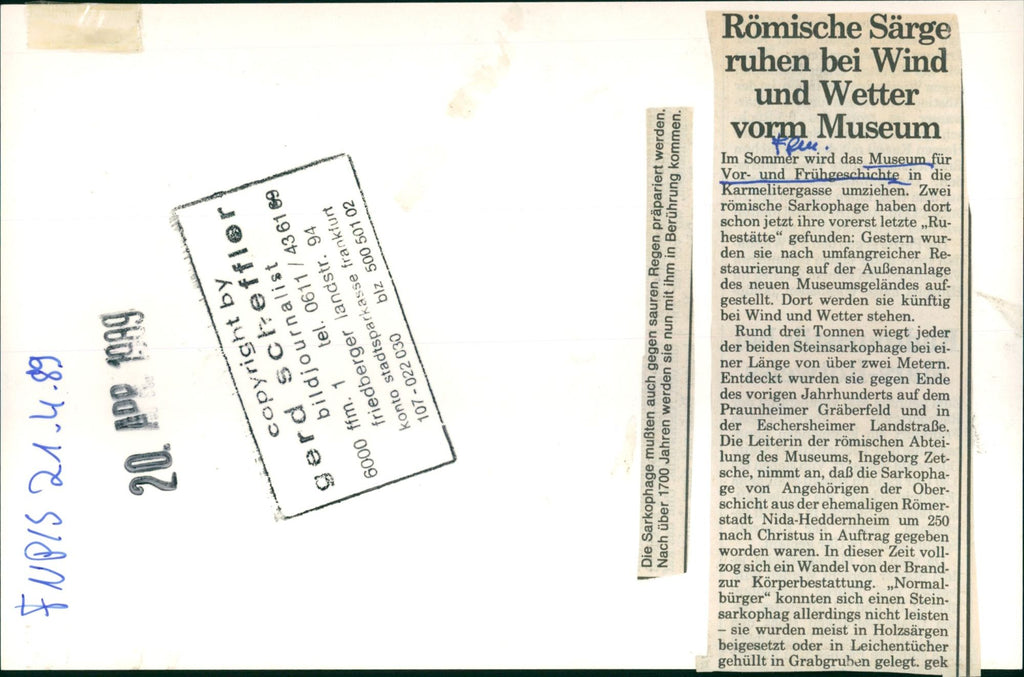 Römische Särge
ruhen bei Wind
und Wetter
vorm Museum
Ffm.
Im Sommer wird das Museum für
Vor- und Frühgeschichte in die
Karmelitergasse umziehen. Zwei
römische Sarkophage haben dort
schon jetzt ihre vorerst letzte „Ru-
hestätte“ gefunden: Gestern wur-
den sie nach umfangreicher Re-
staurierung auf der Außenanlage
des neuen Museumsgeländes auf-
gestellt. Dort werden sie künftig
bei Wind und Wetter stehen.
Rund drei Tonnen wiegt jeder
der beiden Steinsarkophage bei ei-
ner Länge von über zwei Metern.
Entdeckt wurden sie gegen Ende
des vorigen Jahrhunderts auf dem
Praunheimer Gräberfeld und in
der Eschersheimer Landstraße.
Die Leiterin der römischen Abtei-
lung des Museums, Ingeborg Zet-
sche, nimmt an, daß die Sarkopha-
ge von Angehörigen der Ober-
schicht aus der ehemaligen Römer-
stadt Nida-Heddernheim um 250
nach Christus in Auftrag gegeben
worden waren. In dieser Zeit voll-
zog sich ein Wandel von der Brand-
zur Körperbestattung. „Normal-
bürger“ konnten sich einen Stein-
sarkophag allerdings nicht leisten
– sie wurden meist in Holzsärgen
beigesetzt oder in Leichentücher
gehüllt in Grabgruben gelegt. gek
Die Sarkophage mußten auch gegen sauren Regen präpariert werden.
Nach über 1700 Jahren werden sie nun mit ihm in Berührung kommen.
copyright by
gerd scheffler
bildjournalist
tel. 0611 / 4361 69
6000 ffm. 1
friedberger landstr. 94
konto stadtsparkasse frankfurt
107-022 030 blz 500 501 02
20. APR 1989
FNP/S 21.4.89